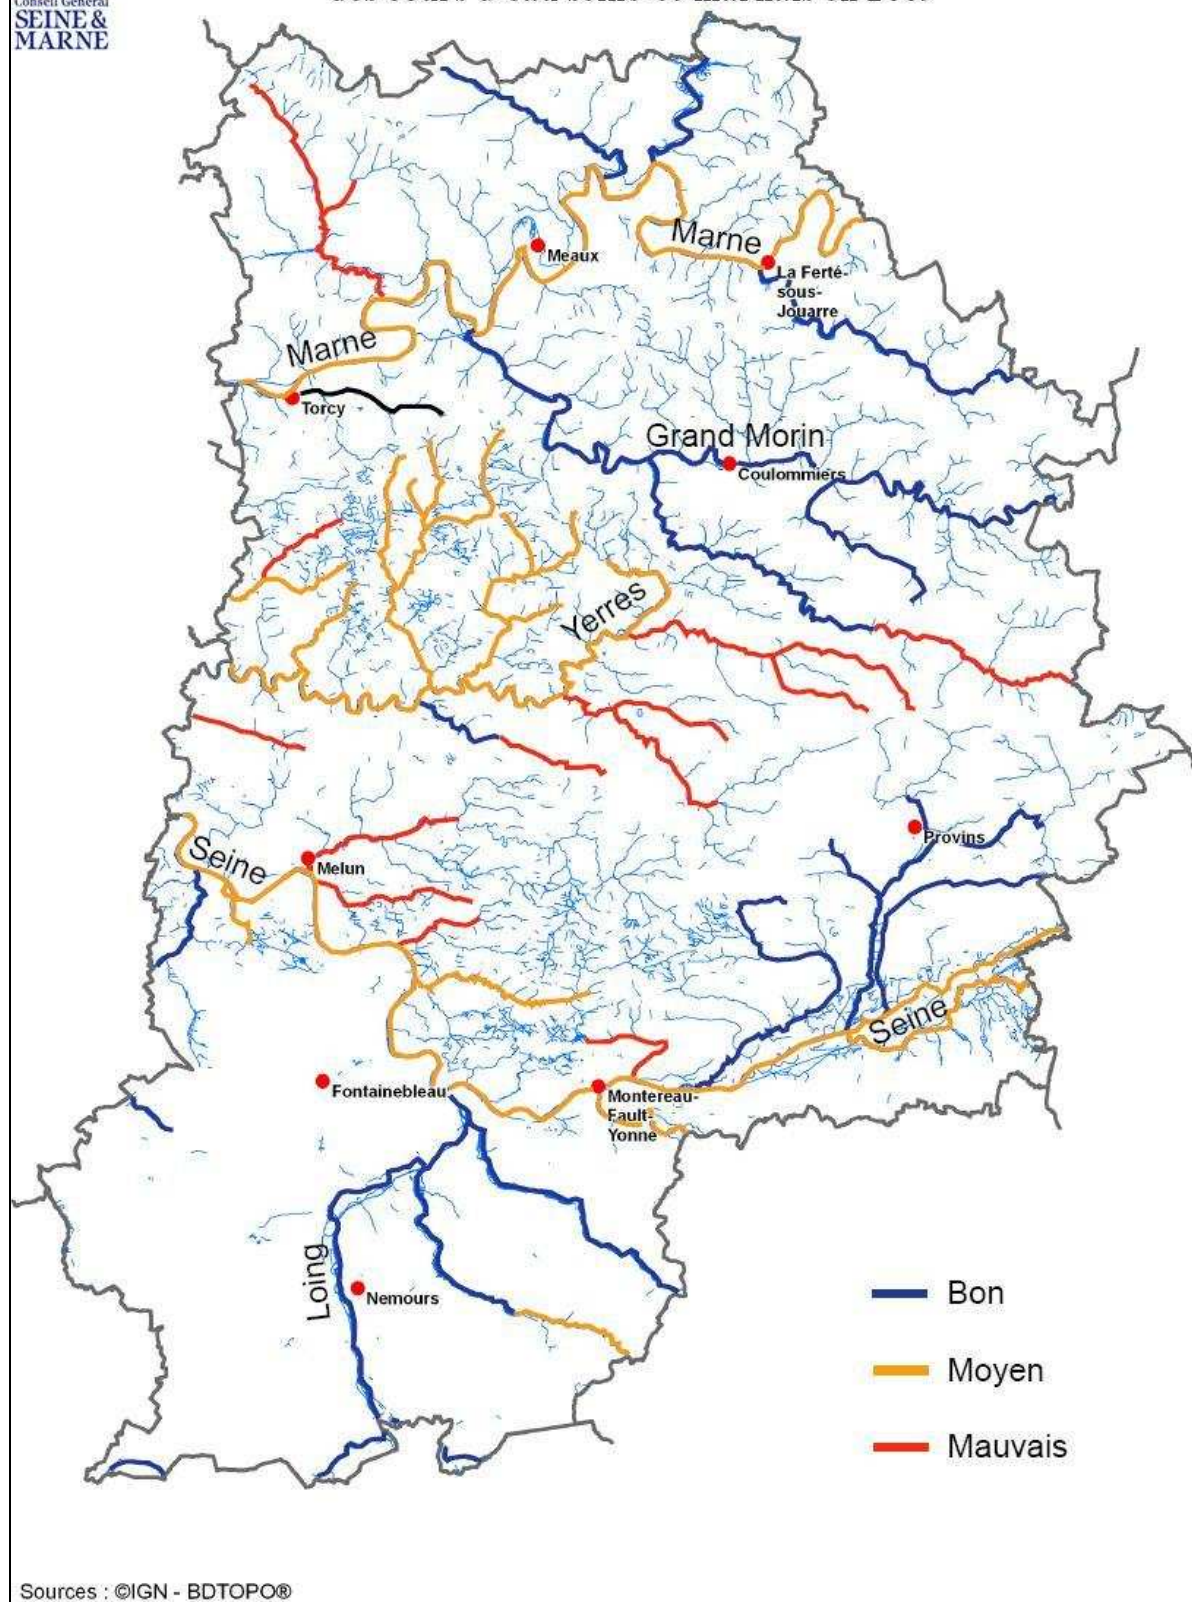 Conseil Général
SEINE &
MARNE
Meaux
Marne
La Ferté-
sous-
Jouarre
Marne
Torcy
Grand Morin
Coulommiers
Yerres
Provins
Seine
Melun
Seine
Fontainebleau
Montereau-
Fault-
Yonne
Loing
Nemours
Bon
Moyen
Mauvais
Sources : ©IGN - BDTOPO®